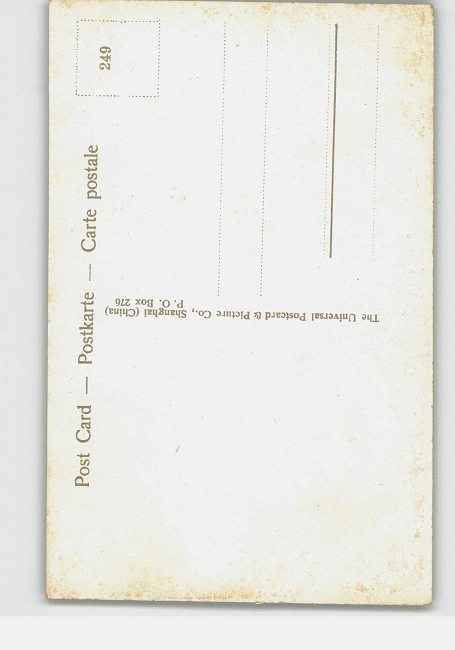 249
Post Card — Postkarte — Carte postale
The Universal Postcard & Picture Co., Shanghai (China)
P. O. Box 276